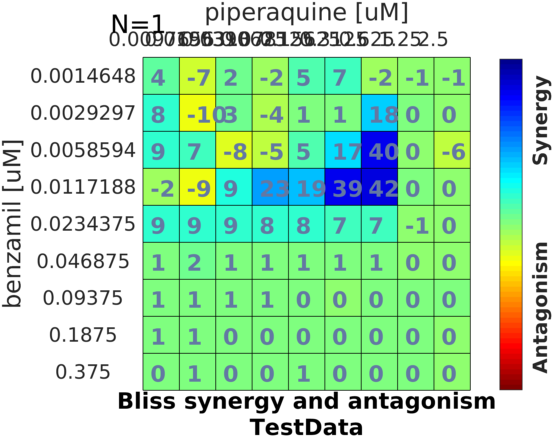 piperaquine [uM]
N=1
1.25 2.5
0.0014648 4 -7 2 -2 5 7 -2 -1 -1
0.0029297 8 -10 3 -4 1 1 18 0 0
0.0058594 9 7 -8 -5 5 17 40 0 -6
0.0117188 -2 -9 9 23 19 39 42 0 0
0.0234375 9 9 9 8 8 7 7 -1 0
0.046875 1 2 1 1 1 1 1 0 0
0.09375 1 1 1 1 0 0 0 0 0
0.1875 1 1 0 0 0 0 0 0 0
0.375 0 1 0 0 1 0 0 0 0
benzamil [uM]
Synergy
Antagonism
Bliss synergy and antagonism
TestData